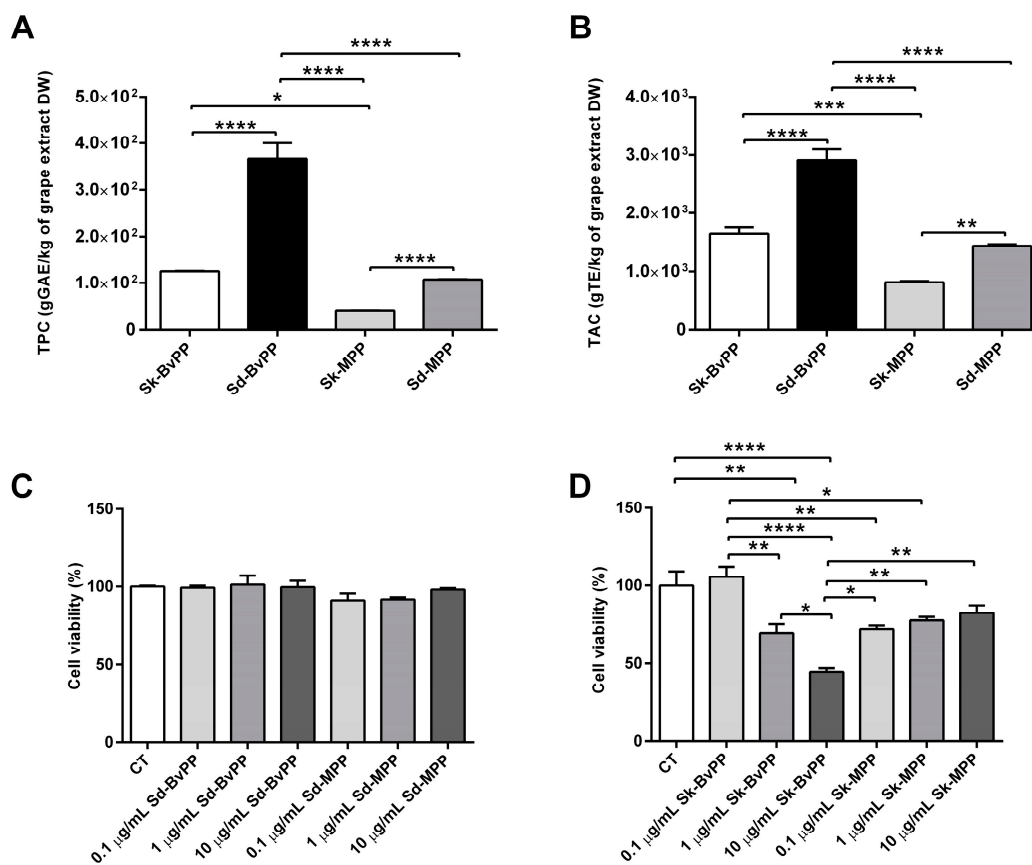 A
TPC (gGAE/kg of grape extract DW)
5.0×10²
4.0×10²
3.0×10²
2.0×10²
1.0×10²
0
****
****
*
****
****
Sk-BvPP
Sd-BvPP
Sk-MPP
Sd-MPP
B
TAC (gTE/kg of grape extract DW)
4.0×10³
3.0×10³
2.0×10³
1.0×10³
0
****
****
***
****
**
Sk-BvPP
Sd-BvPP
Sk-MPP
Sd-MPP
C
Cell viability (%)
150
100
50
0
CT
0.1 μg/mL Sd-BvPP
1 μg/mL Sd-BvPP
10 μg/mL Sd-BvPP
0.1 μg/mL Sd-MPP
1 μg/mL Sd-MPP
10 μg/mL Sd-MPP
D
Cell viability (%)
150
100
50
0
****
**
*
**
****
**
**
**
*
*
CT
0.1 μg/mL Sk-BvPP
1 μg/mL Sk-BvPP
10 μg/mL Sk-BvPP
0.1 μg/mL Sk-MPP
1 μg/mL Sk-MPP
10 μg/mL Sk-MPP